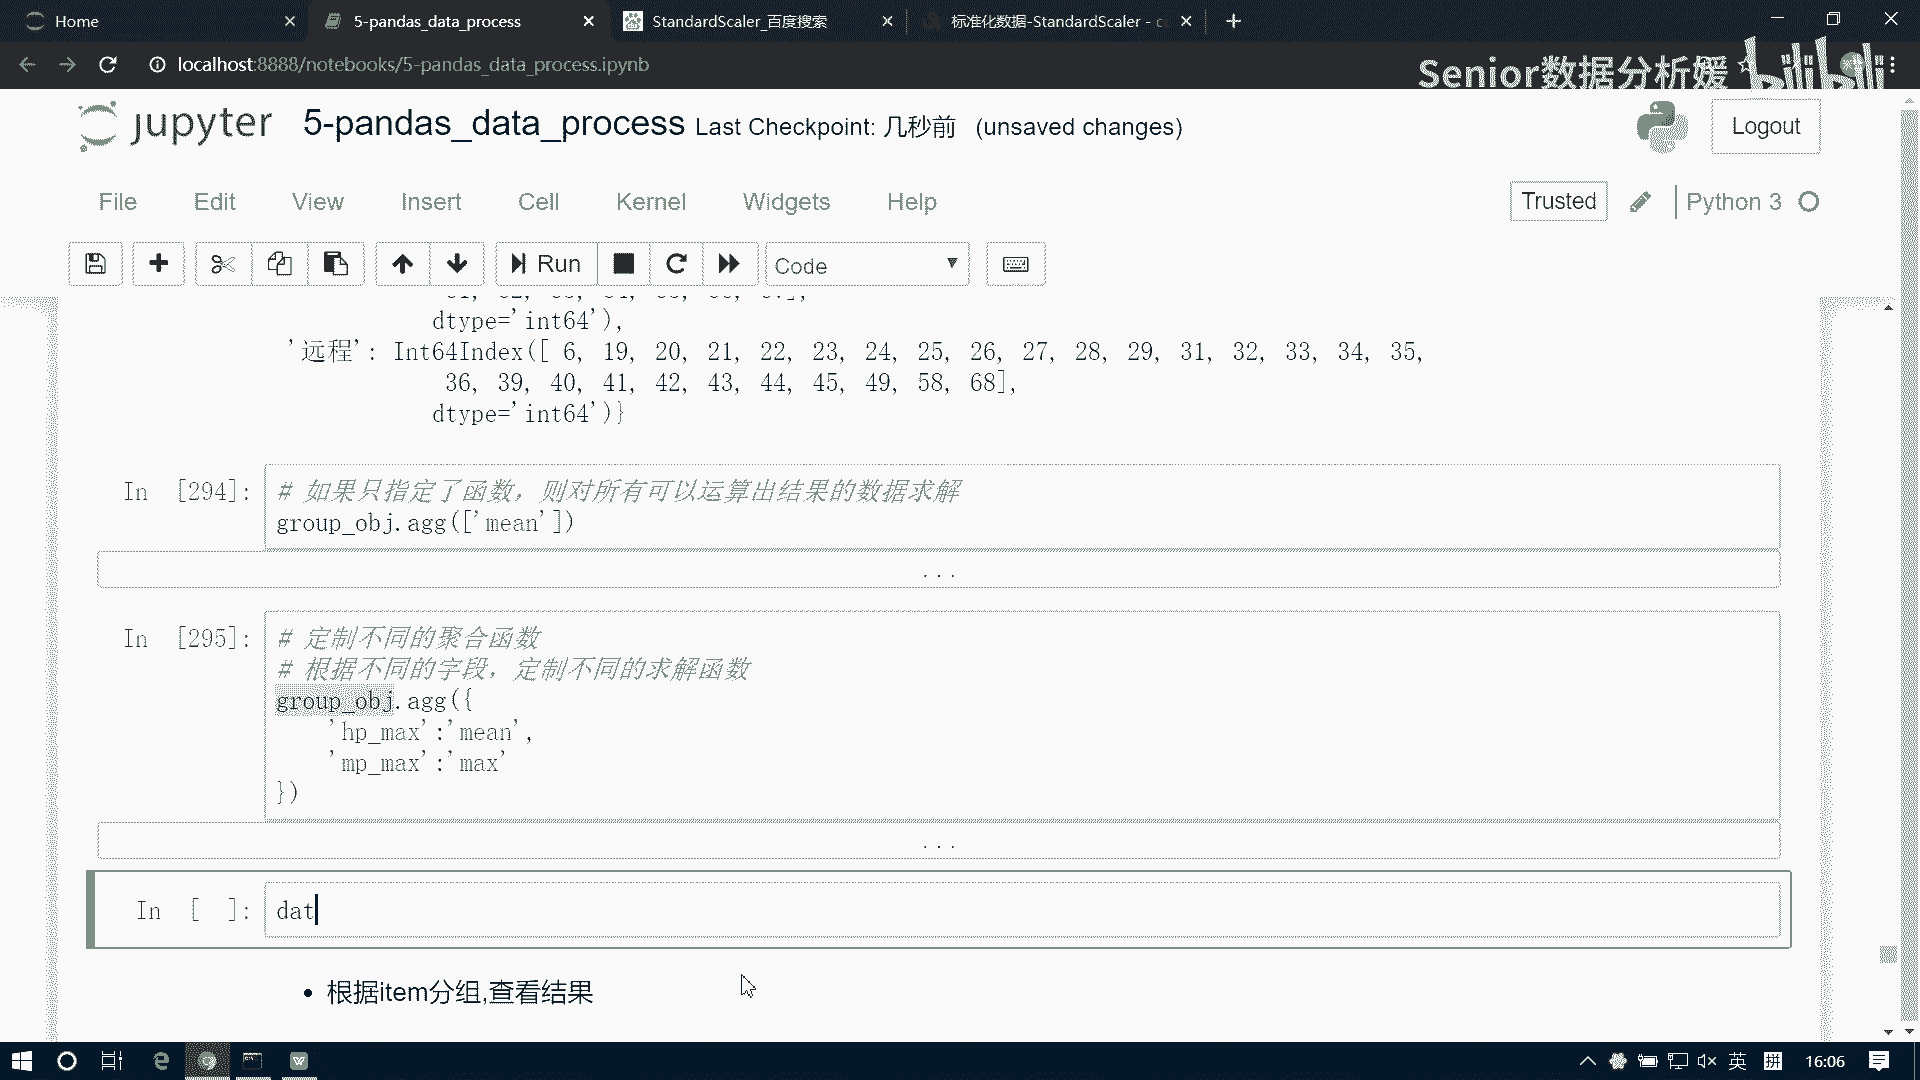 Home
5-pandas_data_process
StandardScaler_百度搜索
标准化数据-StandardScaler - c
localhost:8888/notebooks/5-pandas_data_process.ipynb
Senior数据分析媛
bilibili
jupyter
5-pandas_data_process Last Checkpoint: 几秒前 (unsaved changes)
Logout
File Edit View Insert Cell Kernel Widgets Help
Trusted
Python 3
Run
Code
dtype='int64'),
'远程': Int64Index([ 6, 19, 20, 21, 22, 23, 24, 25, 26, 27, 28, 29, 31, 32, 33, 34, 35,
36, 39, 40, 41, 42, 43, 44, 45, 49, 58, 68],
dtype='int64')}
In [294]:
# 如果只指定了函数，则对所有可以运算出结果的数据求解
group_obj.agg(['mean'])
...
In [295]:
# 定制不同的聚合函数
# 根据不同的字段，定制不同的求解函数
group_obj.agg({
'hp_max':'mean',
'mp_max':'max'
})
...
In [ ]:
dat
• 根据item分组,查看结果
英
拼
16:06